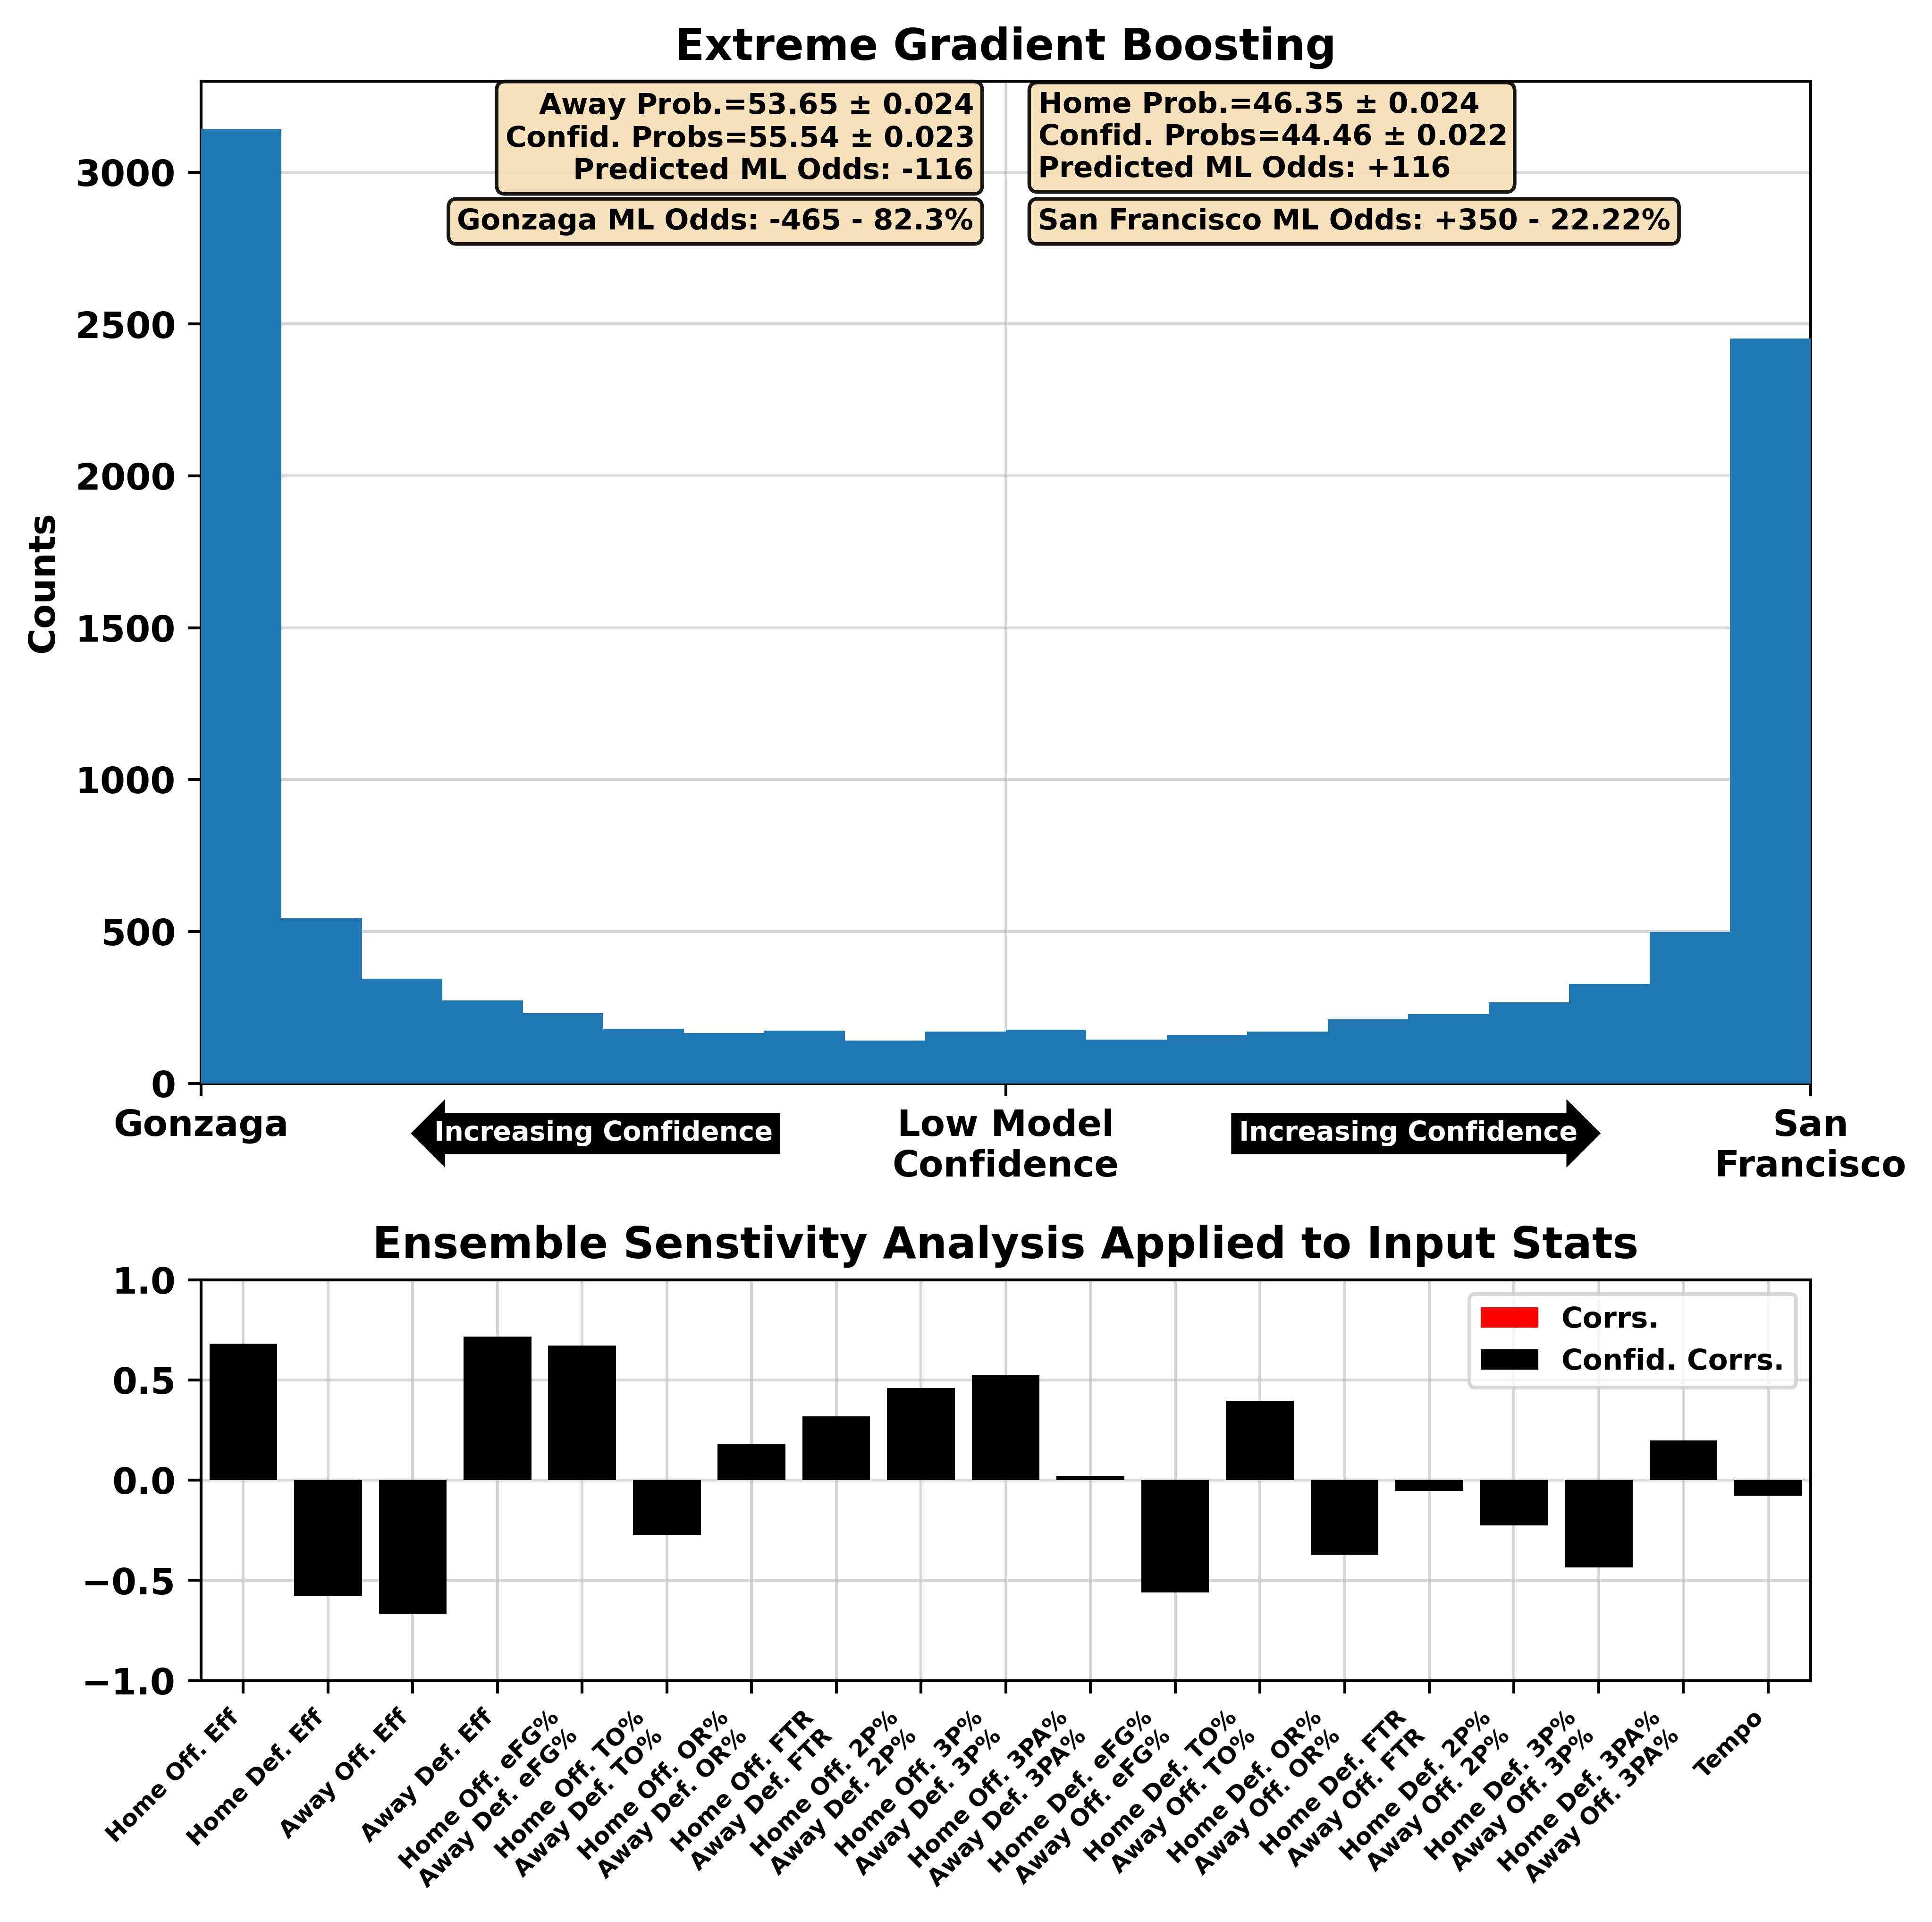 Extreme Gradient Boosting
Away Prob.=53.65 ± 0.024
Confid. Probs=55.54 ± 0.023
Predicted ML Odds: -116
Home Prob.=46.35 ± 0.024
Confid. Probs=44.46 ± 0.022
Predicted ML Odds: +116
Gonzaga ML Odds: -465 - 82.3%
San Francisco ML Odds: +350 - 22.22%
Counts
3000
2500
2000
1500
1000
500
0
Gonzaga
Increasing Confidence
Low Model
Confidence
Increasing Confidence
San
Francisco
Ensemble Senstivity Analysis Applied to Input Stats
1.0
0.5
0.0
−0.5
−1.0
Corrs.
Confid. Corrs.
Home Off. Eff
Home Def. Eff
Away Off. Eff
Away Def. Eff
Home Off. eFG%
Away Def. eFG%
Home Off. TO%
Away Def. TO%
Home Off. OR%
Away Def. OR%
Home Off. FTR
Away Def. FTR
Home Off. 2P%
Away Def. 2P%
Home Off. 3P%
Away Def. 3P%
Home Off. 3PA%
Away Def. 3PA%
Home Def. eFG%
Away Off. eFG%
Home Def. TO%
Away Off. TO%
Home Def. OR%
Away Off. OR%
Home Def. FTR
Away Off. FTR
Home Def. 2P%
Away Off. 2P%
Home Def. 3P%
Away Off. 3P%
Home Def. 3PA%
Away Off. 3PA%
Tempo